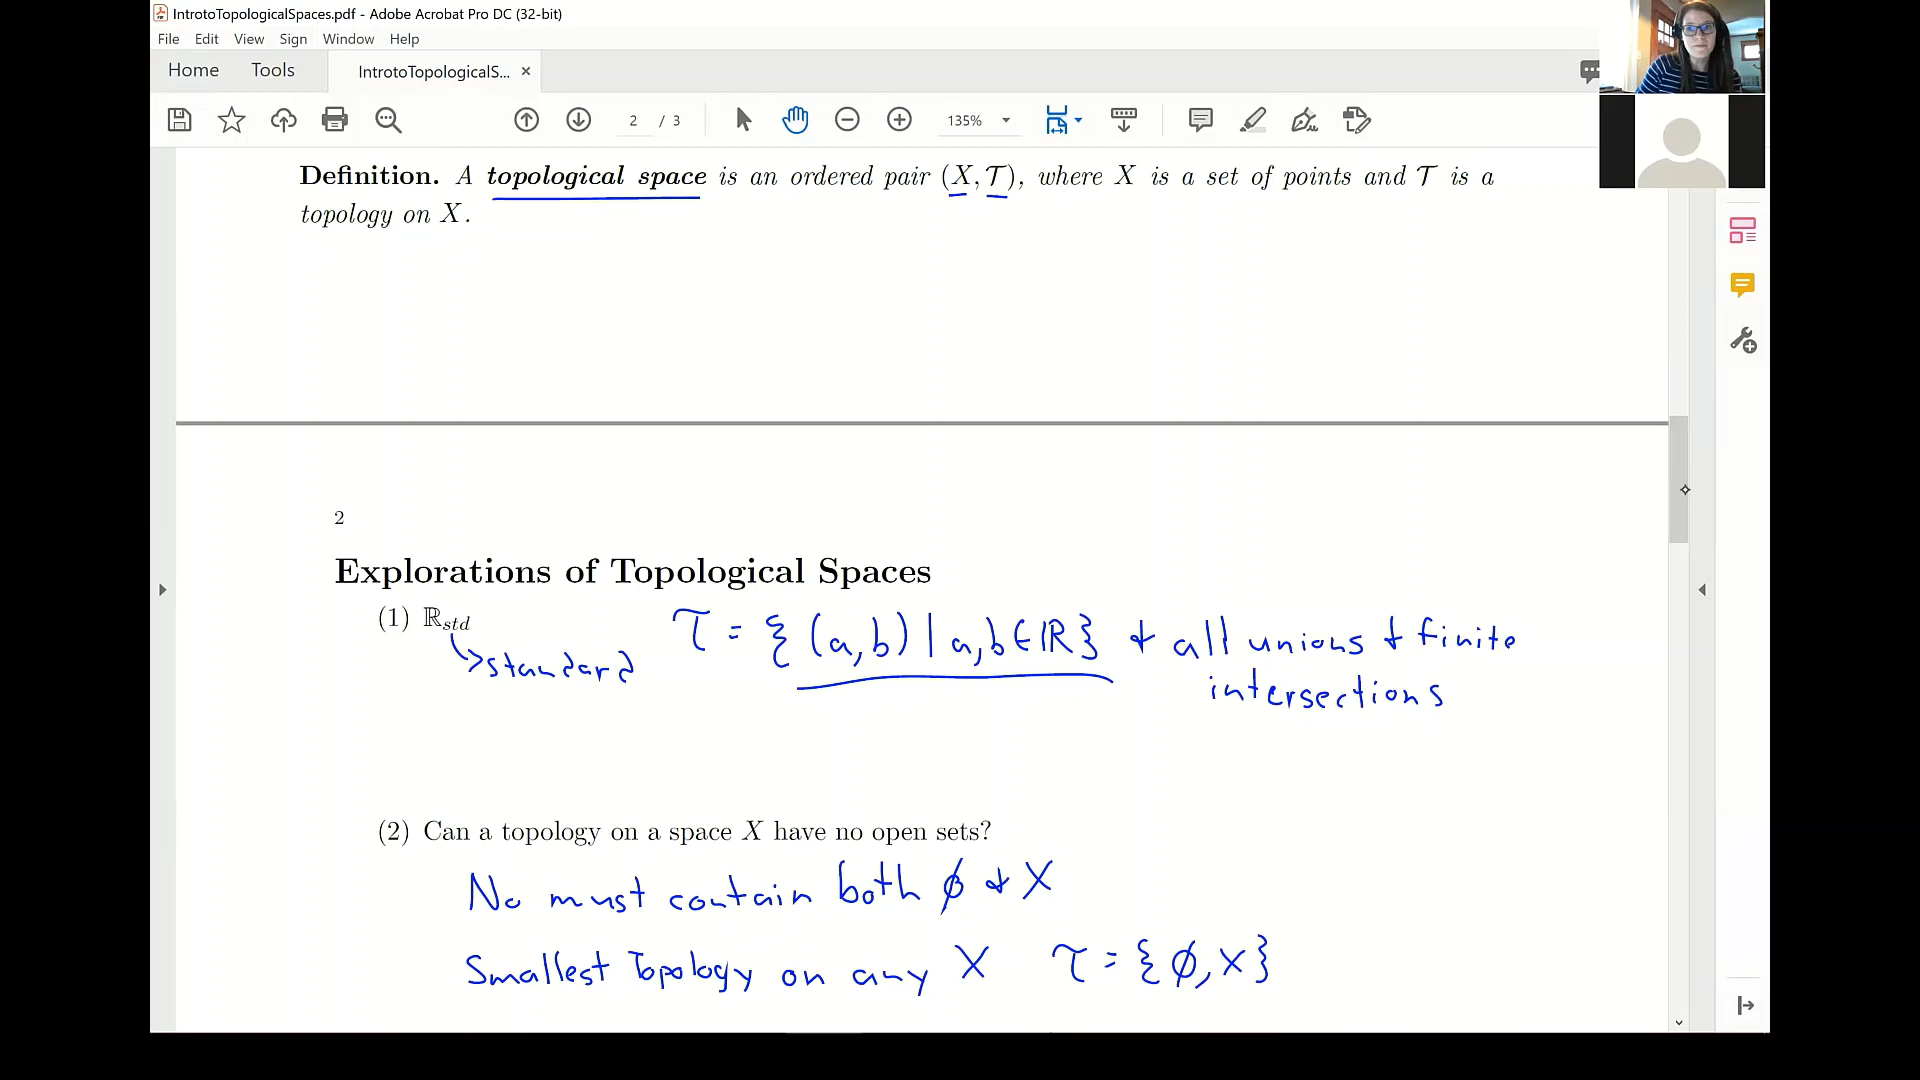 IntrotoTopologicalSpaces.pdf - Adobe Acrobat Pro DC (32-bit)
File Edit View Sign Window Help
Home Tools IntrotoTopologicalS... ×
2 / 3 135%
Definition. A topological space is an ordered pair (X, 𝒯), where X is a set of points and 𝒯 is a
topology on X.
2
Explorations of Topological Spaces
(1) ℝstd
τ = { (a,b) | a,b ∈ ℝ } & all unions & finite
↳ standard
intersections
(2) Can a topology on a space X have no open sets?
No must contain both ∅ & X
Smallest Topology on any X τ = {∅, X}